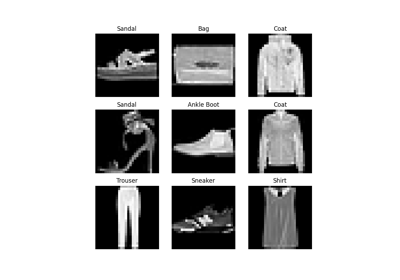 Sandal
Bag
Coat
Sandal
Ankle Boot
Coat
Trouser
Sneaker
Shirt